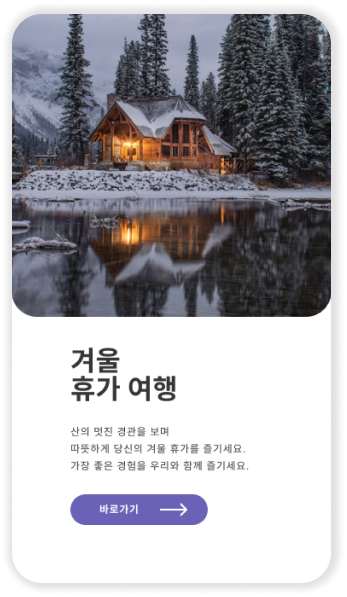 겨울
휴가 여행
산의 멋진 경관을 보며
따뜻하게 당신의 겨울 휴가를 즐기세요.
가장 좋은 경험을 우리와 함께 즐기세요.
바로가기